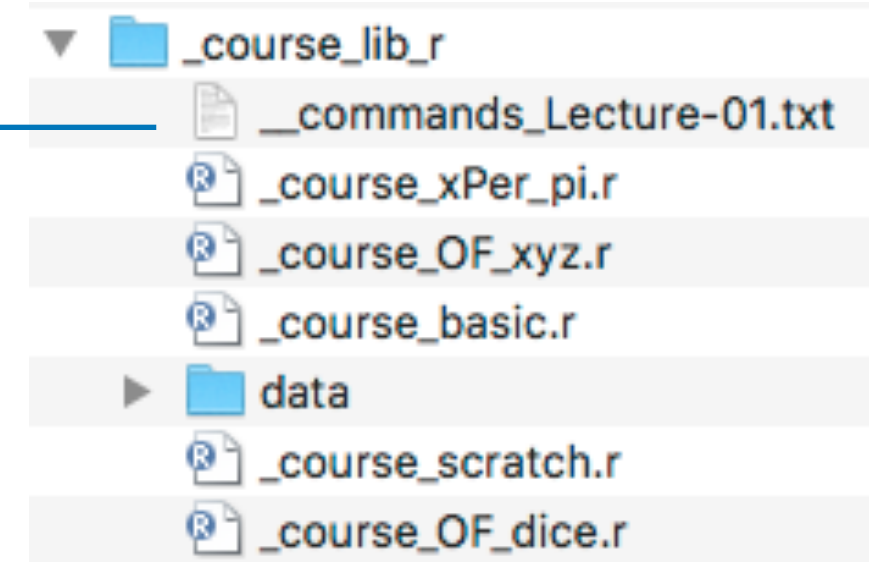 _course_lib_r
__commands_Lecture-01.txt
_course_xPer_pi.r
_course_OF_xyz.r
_course_basic.r
data
_course_scratch.r
_course_OF_dice.r